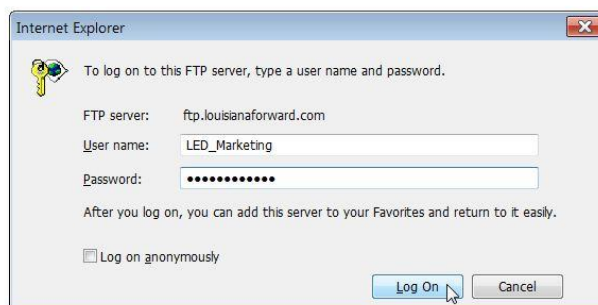 Internet Explorer
To log on to this FTP server, type a user name and password.
FTP server: ftp.louisianaforward.com
User name: LED_Marketing
Password: ●●●●●●●●●●●●
After you log on, you can add this server to your Favorites and return to it easily.
Log on anonymously
Log On Cancel